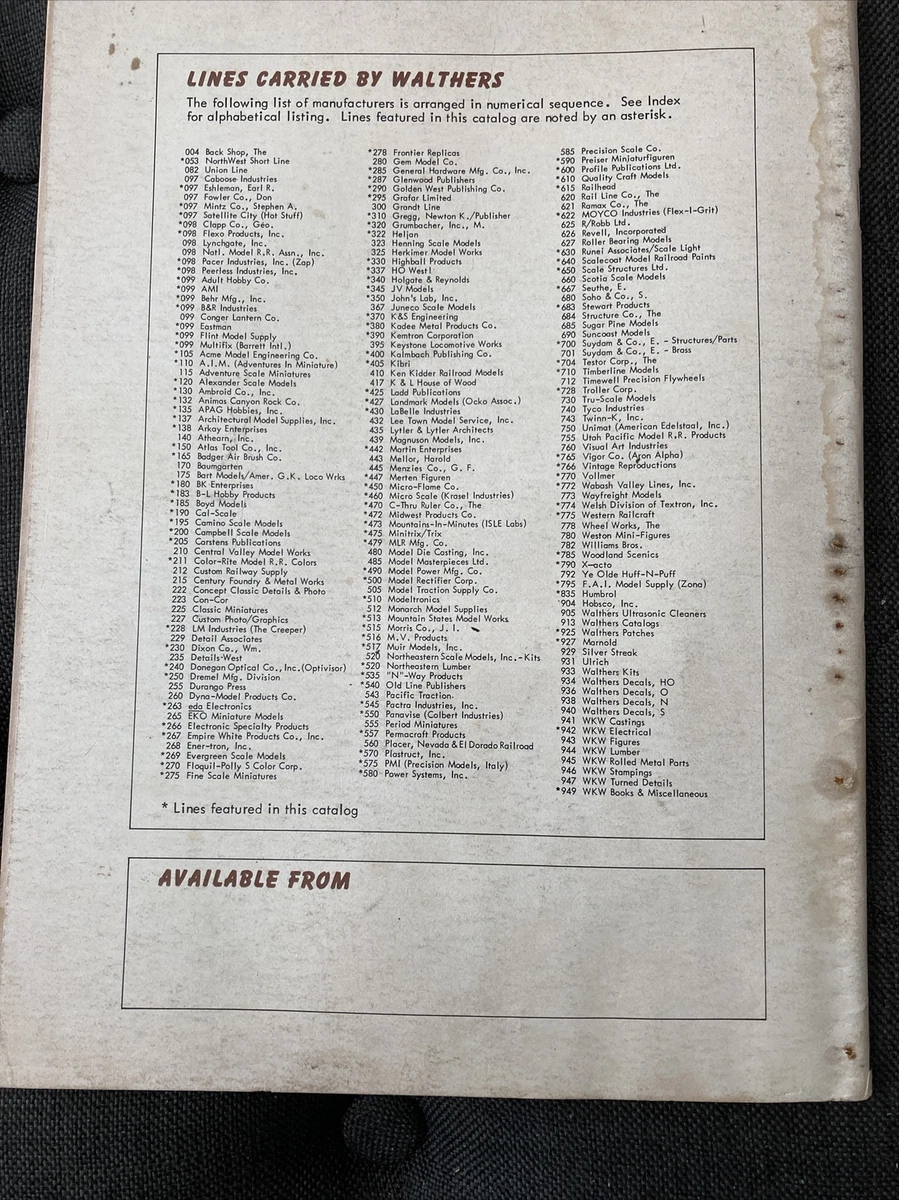 LINES CARRIED BY WALTHERS
The following list of manufacturers is arranged in numerical sequence. See Index
for alphabetical listing. Lines featured in this catalog are noted by an asterisk.
004 Back Shop, The
*053 NorthWest Short Line
082 Union Line
097 Caboose Industries
*097 Eshleman, Earl R.
097 Fowler Co., Don
*097 Mintz Co., Stephen A.
*097 Satellite City (Hot Stuff)
*098 Clapp Co., Geo.
*098 Flexo Products, Inc.
098 Lynchgate, Inc.
098 Natl. Model R.R. Assn., Inc.
*098 Pacer Industries, Inc. (Zap)
*098 Peerless Industries, Inc.
*099 Adult Hobby Co.
*099 AMI
*099 Behr Mfg., Inc.
*099 B&R Industries
099 Conger Lantern Co.
*099 Eastman
*099 Flint Model Supply
*099 Multifix (Barrett Intl.)
*105 Acme Model Engineering Co.
*110 A.I.M. (Adventures In Miniature)
115 Adventure Scale Miniatures
*120 Alexander Scale Models
*130 Ambroid Co., Inc.
*132 Animas Canyon Rock Co.
*135 APAG Hobbies, Inc.
*137 Architectural Model Supplies, Inc.
*138 Arkay Enterprises
140 Athearn, Inc.
*150 Atlas Tool Co., Inc.
*165 Badger Air Brush Co.
170 Baumgarten
175 Bart Models/Amer. G.K. Loco Wrks
*180 BK Enterprises
*183 B-L Hobby Products
*185 Boyd Models
*190 Cal-Scale
*195 Camino Scale Models
*200 Campbell Scale Models
*205 Carstens Publications
210 Central Valley Model Works
*211 Color-Rite Model R.R. Colors
212 Custom Railway Supply
215 Century Foundry & Metal Works
222 Concept Classic Details & Photo
223 Con-Cor
225 Classic Miniatures
227 Custom Photo/Graphics
*228 LM Industries (The Creeper)
229 Detail Associates
*230 Dixon Co., Wm.
235 Details-West
*240 Donegan Optical Co., Inc.(Optivisor)
*250 Dremel Mfg. Division
255 Durango Press
260 Dyna-Model Products Co.
*263 eda Electronics
265 EKO Miniature Models
*266 Electronic Specialty Products
*267 Empire White Products Co., Inc.
268 Ener-tron, Inc.
*269 Evergreen Scale Models
*270 Floquil-Polly S Color Corp.
*275 Fine Scale Miniatures
*278 Frontier Replicas
280 Gem Model Co.
*285 General Hardware Mfg. Co., Inc.
*287 Glenwood Publishers
*290 Golden West Publishing Co.
*295 Grafar Limited
300 Grandt Line
*310 Gregg, Newton K./Publisher
*320 Grumbacher, Inc., M.
*322 Heljan
323 Henning Scale Models
325 Herkimer Model Works
*330 Highball Products
*337 HO West!
*340 Holgate & Reynolds
*345 JV Models
*350 John's Lab, Inc.
367 Juneco Scale Models
*370 K&S Engineering
*380 Kadee Metal Products Co.
*390 Kemtron Corporation
395 Keystone Locomotive Works
*400 Kalmbach Publishing Co.
*405 Kibri
410 Ken Kidder Railroad Models
417 K & L House of Wood
*425 Ladd Publications
*427 Landmark Models (Ocko Assoc.)
*430 LaBelle Industries
432 Lee Town Model Service, Inc.
435 Lytler & Lytler Architects
439 Magnuson Models, Inc.
*442 Martin Enterprises
443 Mellor, Harold
445 Menzies Co., G. F.
*447 Merten Figuren
*450 Micro-Flame Co.
*460 Micro Scale (Krasel Industries)
*470 C-Thru Ruler Co., The
*472 Midwest Products Co.
*473 Mountains-In-Minutes (ISLE Labs)
*475 Minitrix/Trix
*479 MLR Mfg. Co.
480 Model Die Casting, Inc.
485 Model Masterpieces Ltd.
*490 Model Power Mfg. Co.
*500 Model Rectifier Corp.
505 Model Traction Supply Co.
*510 Modeltronics
512 Monarch Model Supplies
*513 Mountain States Model Works
*515 Morris Co., J. I.
*516 M.V. Products
*517 Muir Models, Inc.
520 Northeastern Scale Models, Inc.-Kits
*520 Northeastern Lumber
*535 "N"-Way Products
*540 Old Line Publishers
543 Pacific Traction
*545 Pactra Industries, Inc.
*550 Panavise (Colbert Industries)
555 Period Miniatures
*557 Permacraft Products
560 Placer, Nevada & El Dorado Railroad
*570 Plastruct, Inc.
*575 PMI (Precision Models, Italy)
*580 Power Systems, Inc.
585 Precision Scale Co.
*590 Preiser Miniaturfiguren
*600 Profile Publications Ltd.
*610 Quality Craft Models
*615 Railhead
620 Rail Line Co., The
621 Ramax Co., The
*622 MOYCO Industries (Flex-I-Grit)
625 R/Robb Ltd.
626 Revell, Incorporated
627 Roller Bearing Models
*630 Runei Associates/Scale Light
*640 Scalecoat Model Railroad Paints
*650 Scale Structures Ltd.
660 Scotia Scale Models
*667 Seuthe, E.
680 Soho & Co., S.
*683 Stewart Products
684 Structure Co., The
685 Sugar Pine Models
690 Suncoast Models
*700 Suydam & Co., E. - Structures/Parts
701 Suydam & Co., E. - Brass
*704 Testor Corp., The
*710 Timberline Models
712 Timewell Precision Flywheels
*728 Troller Corp.
730 Tru-Scale Models
740 Tyco Industries
743 Twinn-K, Inc.
750 Unimat (American Edelstaal, Inc.)
755 Utah Pacific Model R.R. Products
760 Visual Art Industries
*765 Vigor Co. (Aron Alpha)
*766 Vintage Reproductions
*770 Vollmer
*772 Wabash Valley Lines, Inc.
773 Wayfreight Models
*774 Welsh Division of Textron, Inc.
*775 Western Railcraft
778 Wheel Works, The
780 Weston Mini-Figures
782 Williams Bros.
*785 Woodland Scenics
*790 X-acto
792 Ye Olde Huff-N-Puff
*795 F.A.I. Model Supply (Zona)
*835 Humbrol
*904 Hobsco, Inc.
905 Walthers Ultrasonic Cleaners
913 Walthers Catalogs
*925 Walthers Patches
*927 Marnold
929 Silver Streak
931 Ulrich
933 Walthers Kits
934 Walthers Decals, HO
936 Walthers Decals, O
938 Walthers Decals, N
940 Walthers Decals, S
941 WKW Castings
*942 WKW Electrical
943 WKW Figures
944 WKW Lumber
945 WKW Rolled Metal Parts
946 WKW Stampings
947 WKW Turned Details
*949 WKW Books & Miscellaneous
* Lines featured in this catalog
AVAILABLE FROM